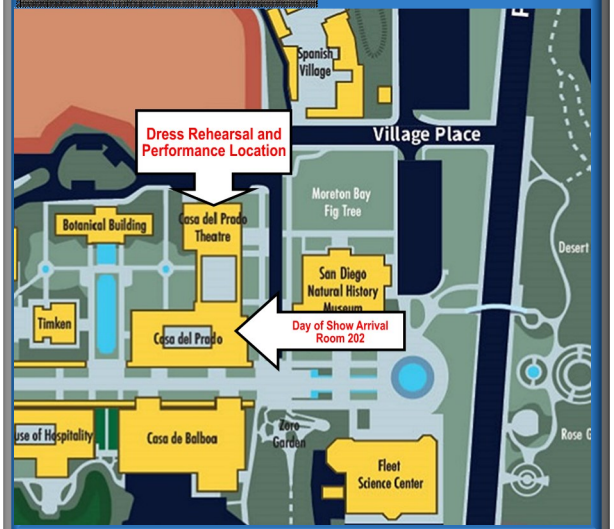 Spanish
Village
Dress Rehearsal and
Performance Location
Village Place
Moreton Bay
Fig Tree
Botanical Building
Casa del Prado
Theatre
Desert
San Diego
Natural History
Museum
Timken
Casa del Prado
Day of Show Arrival
Room 202
use of Hospitality
Casa de Balboa
Zoro
Garden
Rose G
Fleet
Science Center